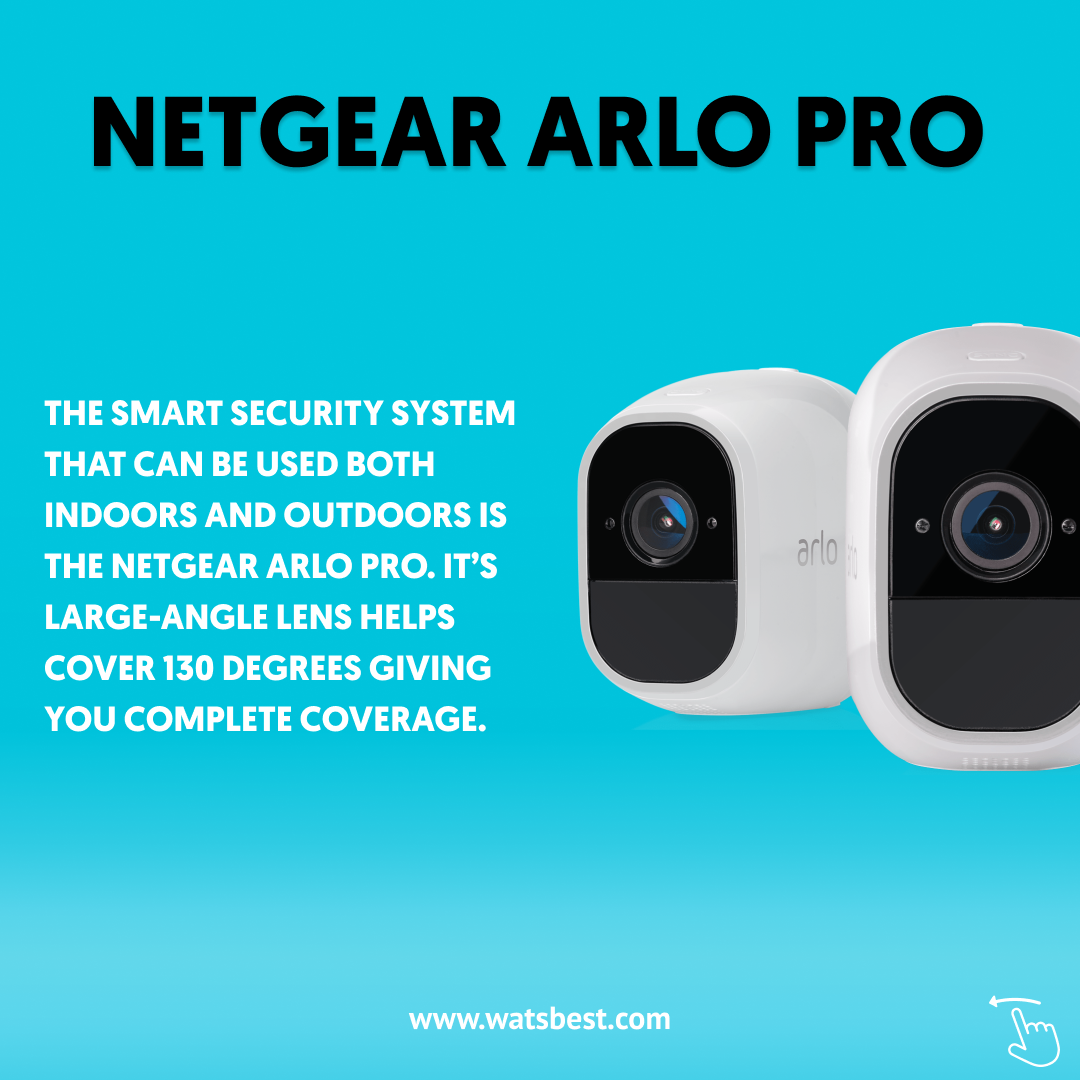 NETGEAR ARLO PRO
THE SMART SECURITY SYSTEM
THAT CAN BE USED BOTH
INDOORS AND OUTDOORS IS
THE NETGEAR ARLO PRO. IT’S
LARGE-ANGLE LENS HELPS
COVER 130 DEGREES GIVING
YOU COMPLETE COVERAGE.
arlo
www.watsbest.com